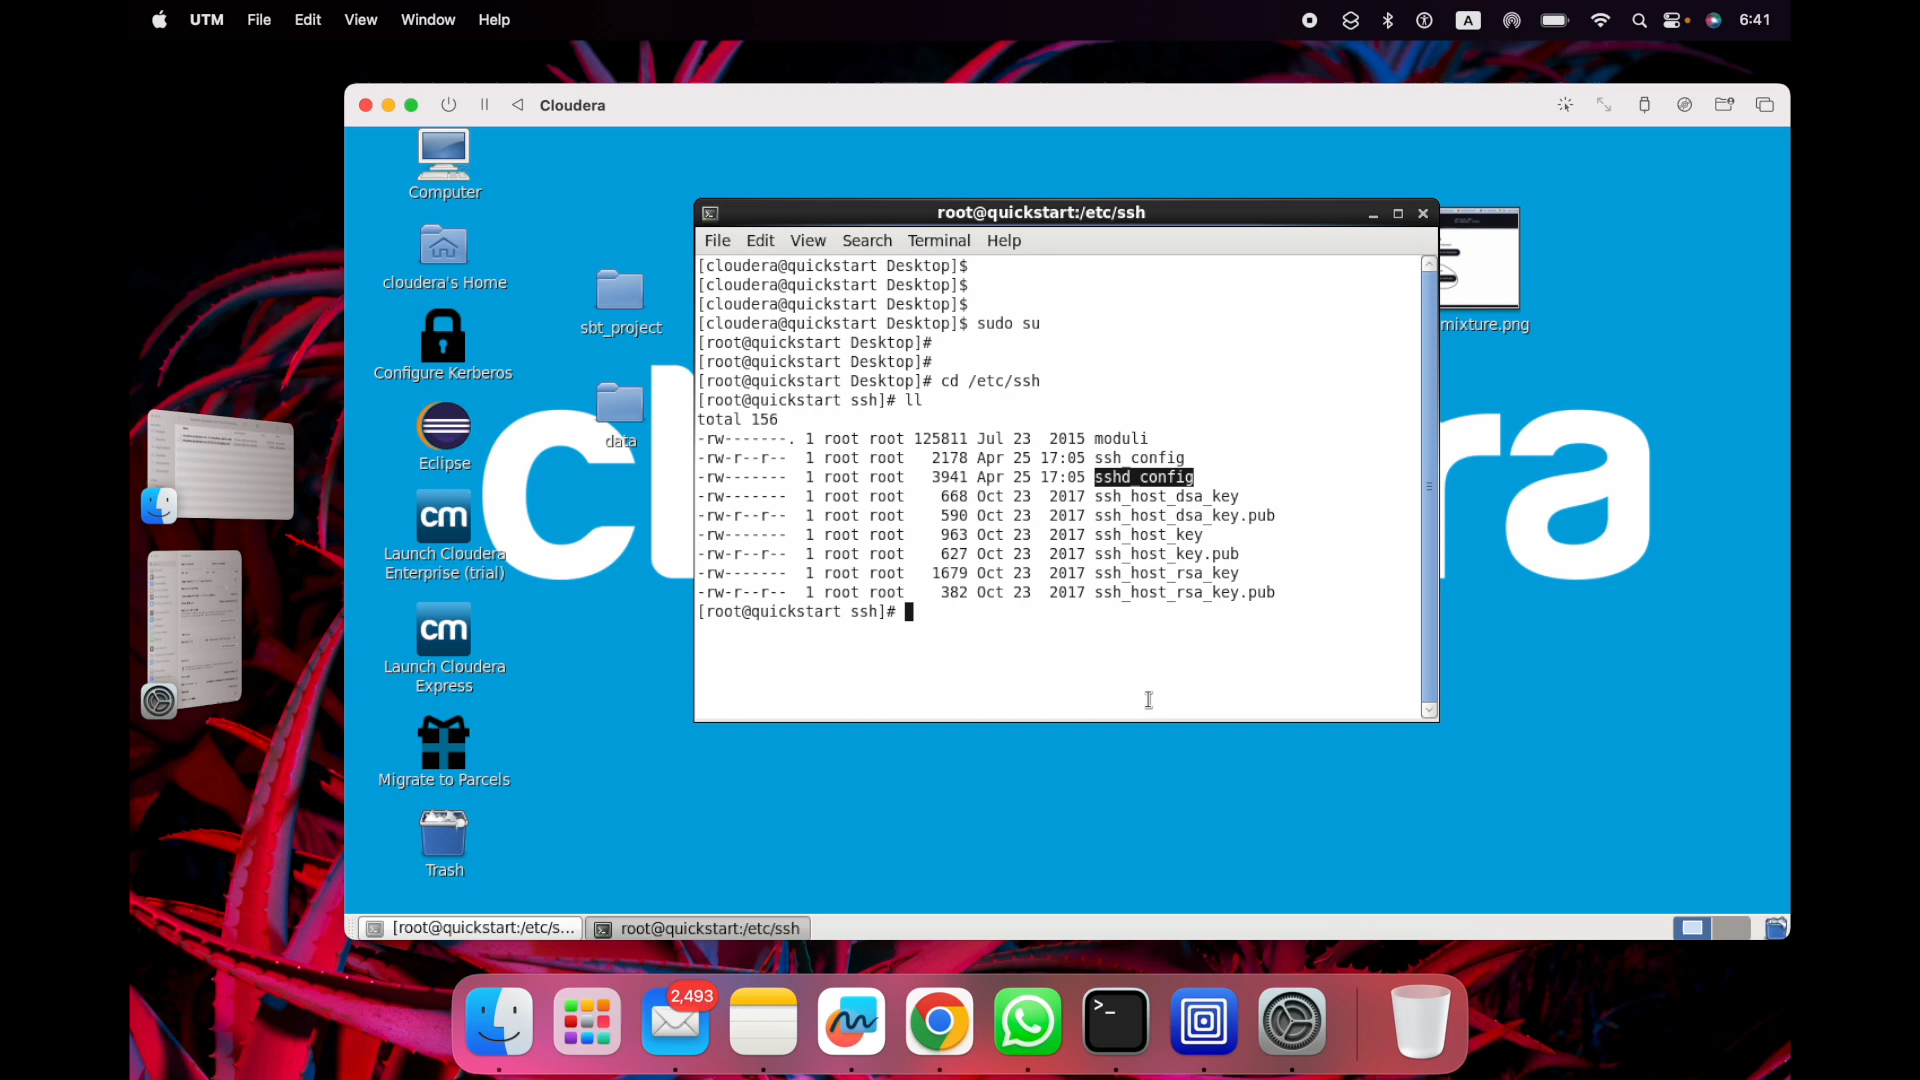 UTM File Edit View Window Help
A
6:41
Cloudera
Computer
cloudera's Home
Configure Kerberos
Eclipse
cm
Launch Cloudera
Enterprise (trial)
cm
Launch Cloudera
Express
Migrate to Parcels
Trash
sbt_project
data
mixture.png
root@quickstart:/etc/ssh
File Edit View Search Terminal Help
[cloudera@quickstart Desktop]$
[cloudera@quickstart Desktop]$
[cloudera@quickstart Desktop]$
[cloudera@quickstart Desktop]$ sudo su
[root@quickstart Desktop]#
[root@quickstart Desktop]#
[root@quickstart Desktop]# cd /etc/ssh
[root@quickstart ssh]# ll
total 156
-rw-------. 1 root root 125811 Jul 23  2015 moduli
-rw-r--r--  1 root root   2178 Apr 25 17:05 ssh_config
-rw-------  1 root root   3941 Apr 25 17:05 sshd_config
-rw-------  1 root root    668 Oct 23  2017 ssh_host_dsa_key
-rw-r--r--  1 root root    590 Oct 23  2017 ssh_host_dsa_key.pub
-rw-------  1 root root    963 Oct 23  2017 ssh_host_key
-rw-r--r--  1 root root    627 Oct 23  2017 ssh_host_key.pub
-rw-------  1 root root   1679 Oct 23  2017 ssh_host_rsa_key
-rw-r--r--  1 root root    382 Oct 23  2017 ssh_host_rsa_key.pub
[root@quickstart ssh]#
[root@quickstart:/etc/s...
root@quickstart:/etc/ssh
2,493